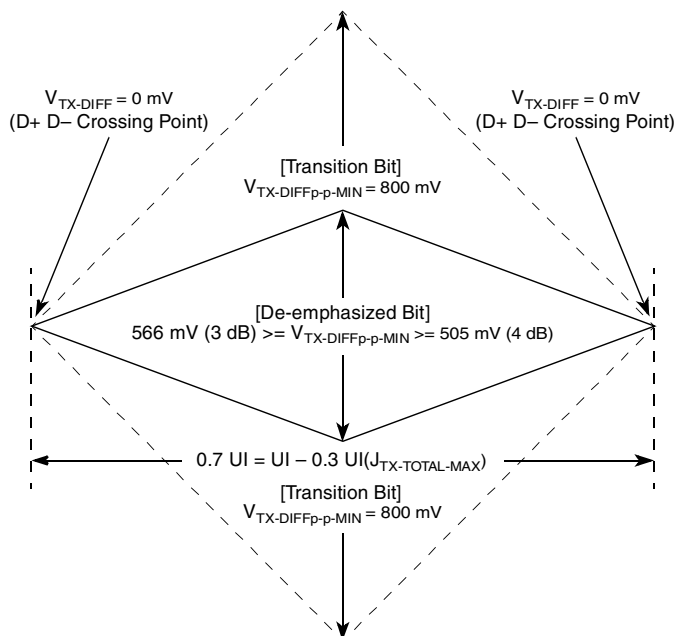 V_TX-DIFF = 0 mV
(D+ D– Crossing Point)
V_TX-DIFF = 0 mV
(D+ D– Crossing Point)
[Transition Bit]
V_TX-DIFFp-p-MIN = 800 mV
[De-emphasized Bit]
566 mV (3 dB) >= V_TX-DIFFp-p-MIN >= 505 mV (4 dB)
0.7 UI = UI – 0.3 UI(J_TX-TOTAL-MAX)
[Transition Bit]
V_TX-DIFFp-p-MIN = 800 mV